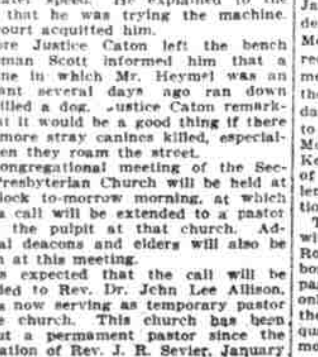 that he was trying the machine.
court acquitted him.
ore Justice Caton left the bench
man Scott informed him that a
ne in which Mr. Heymel was an
ant several days ago ran down
illed a dog. Justice Caton remark-
at it would be a good thing if there
more stray canines killed, especial-
en they roam the street.
ongregational meeting of the Sec-
Presbyterian Church will be held at
lock to-morrow morning, at which
a call will be extended to a pastor
the pulpit at that church. Ad-
al deacons and elders will also be
n at this meeting.
s expected that the call will be
ded to Rev. Dr. John Lee Allison,
s now serving as temporary pastor
e church. This church has been
ut a permament pastor since the
ation of Rev. J. R. Sevier, January